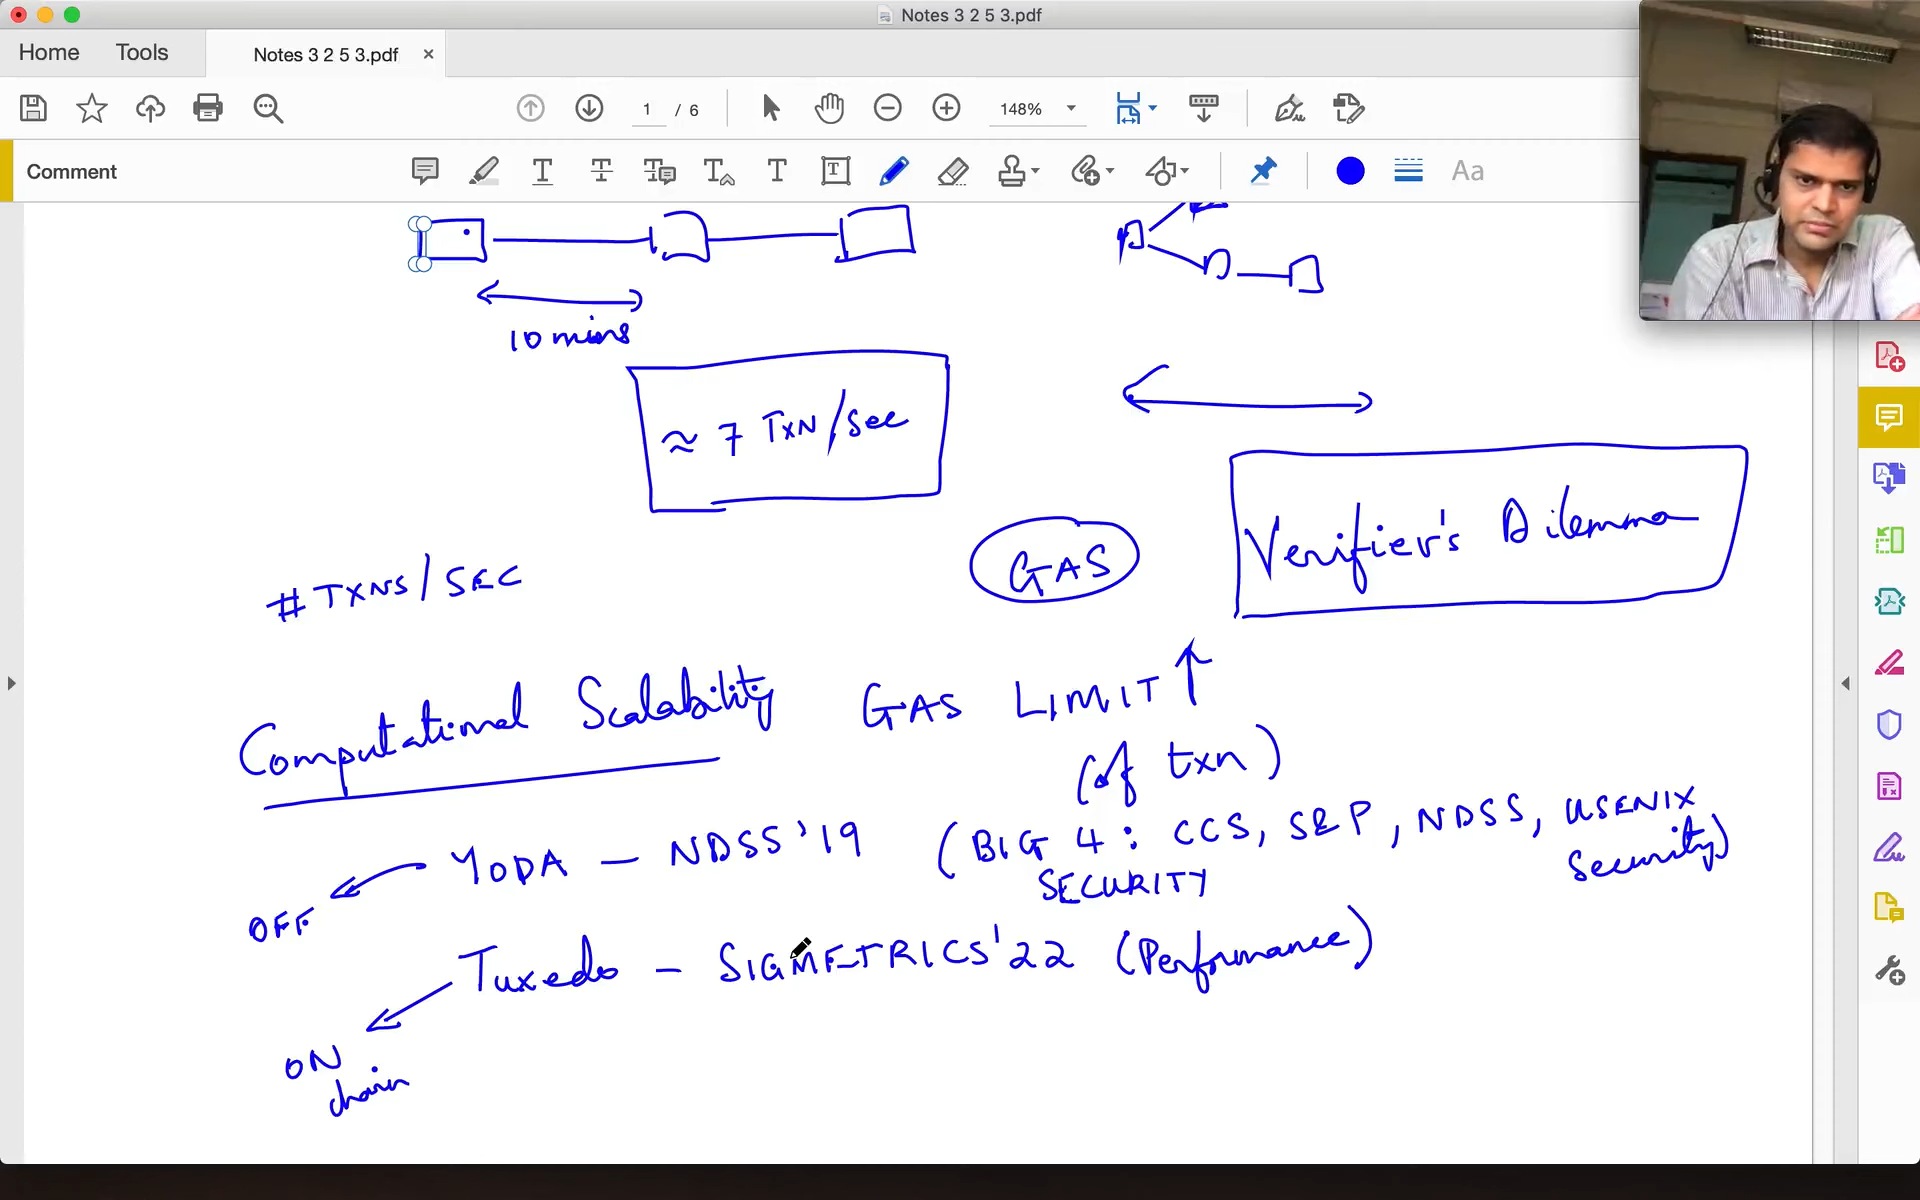 Notes 3 2 5 3.pdf
Home Tools Notes 3 2 5 3.pdf ×
1 / 6 148%
Comment Aa
10 mins
≈ 7 TXN/sec
Verifier's Dilemma
GAS
# TXNS/SEC
Computational Scalability GAS LIMIT ↑
(of txn)
YODA - NDSS'19 (BIG 4: CCS, S&P, NDSS, USENIX
SECURITY Security)
OFF
Tuxedo - SIGMETRICS'22 (Performance)
ON
chain